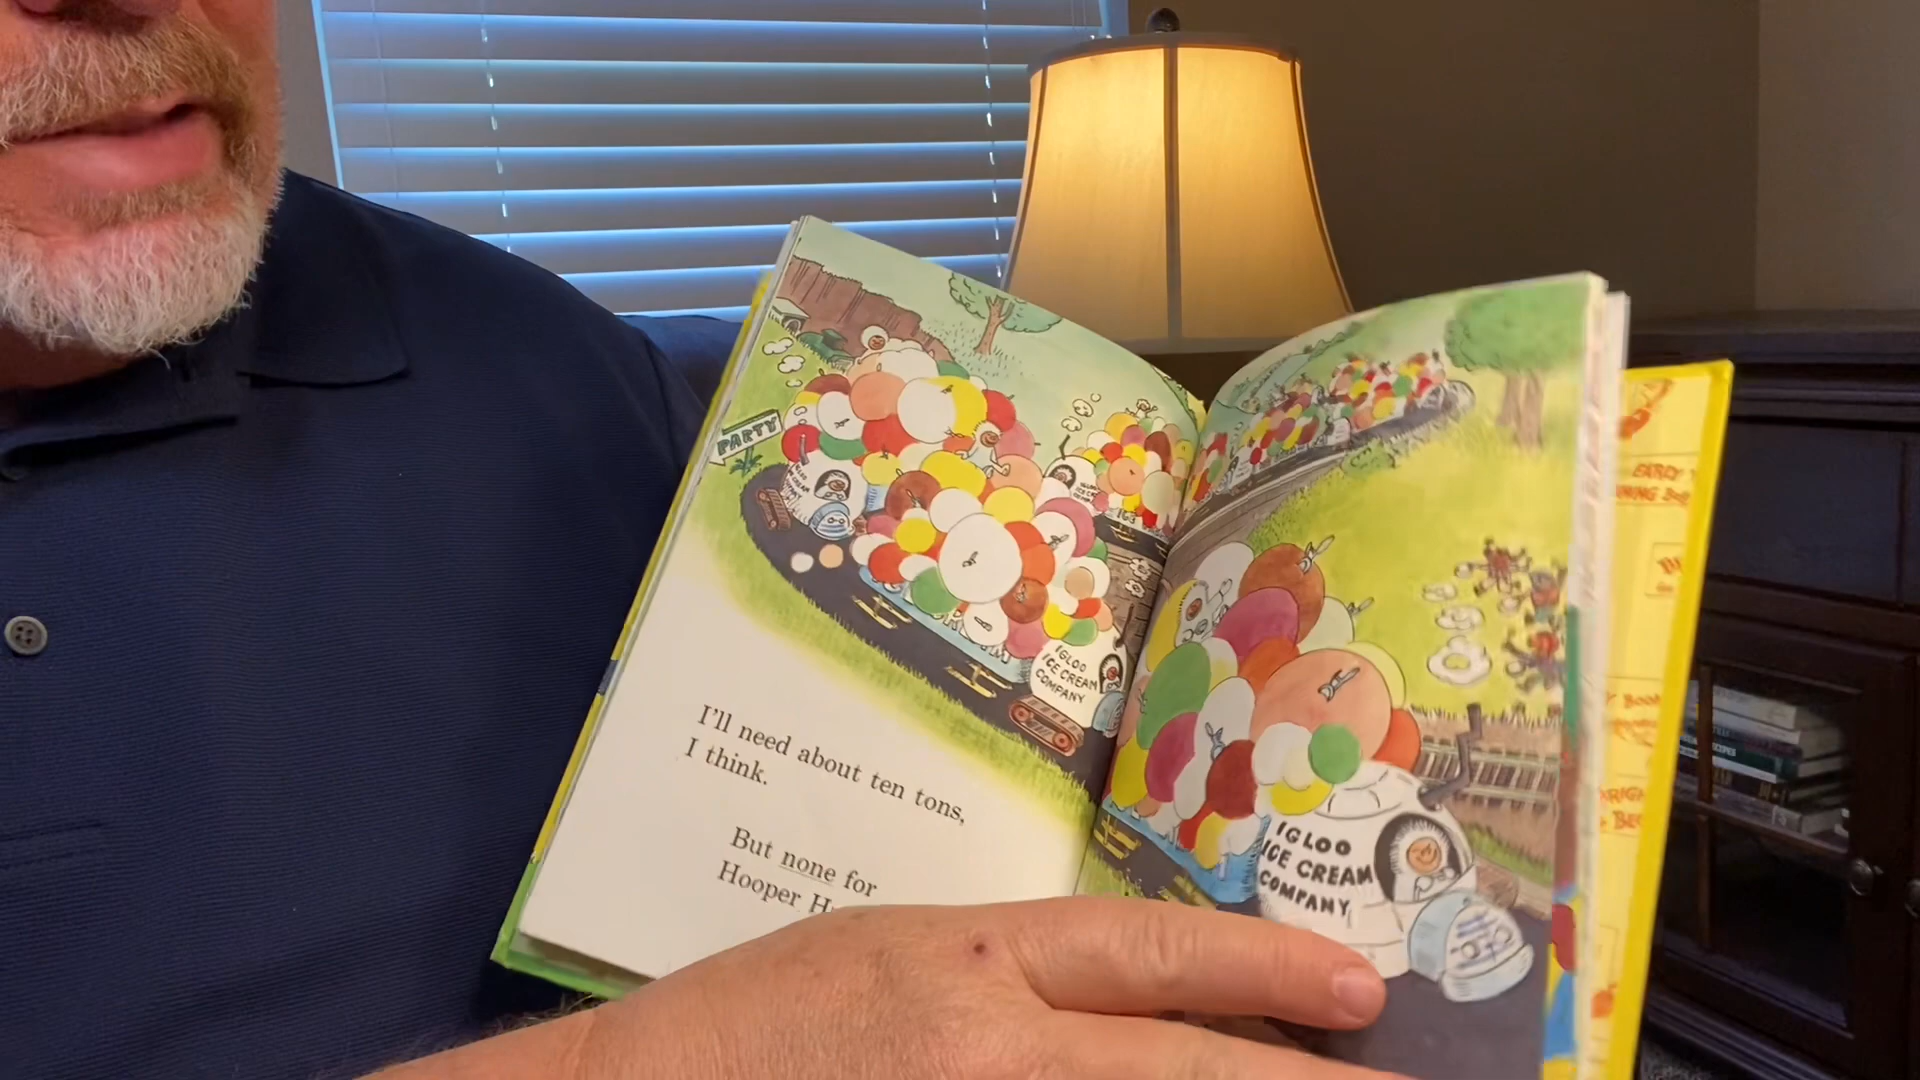 PARTY
IGLOO
ICE CREAM
COMPANY
I'll need about ten tons,
I think.
But none for
Hooper
IGLOO
ICE CREAM
COMPANY
EARLY